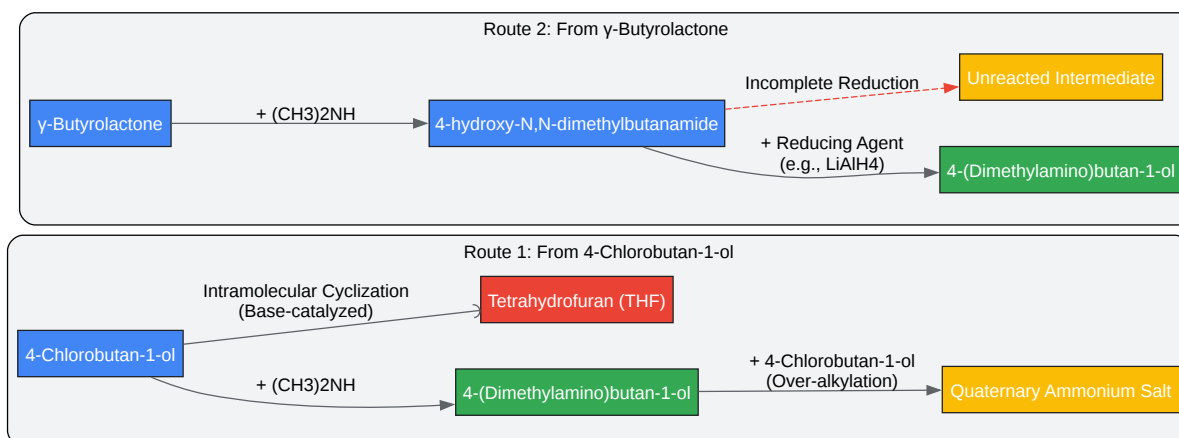 Route 2: From γ-Butyrolactone
Incomplete Reduction
Unreacted Intermediate
γ-Butyrolactone
+ (CH3)2NH
4-hydroxy-N,N-dimethylbutanamide
+ Reducing Agent
(e.g., LiAlH4)
4-(Dimethylamino)butan-1-ol
Route 1: From 4-Chlorobutan-1-ol
Intramolecular Cyclization
(Base-catalyzed)
Tetrahydrofuran (THF)
4-Chlorobutan-1-ol
+ (CH3)2NH
4-(Dimethylamino)butan-1-ol
+ 4-Chlorobutan-1-ol
(Over-alkylation)
Quaternary Ammonium Salt